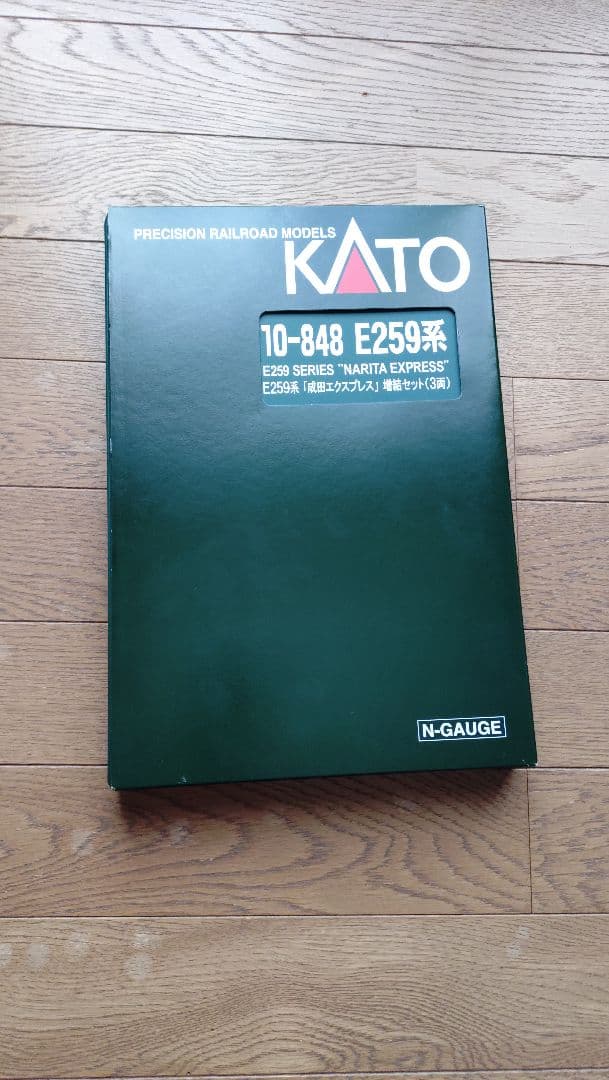 PRECISION RAILROAD MODELS
KATO
10-848 E259系
E259 SERIES "NARITA EXPRESS"
E259系「成田エクスプレス」増結セット(3両)
N-GAUGE